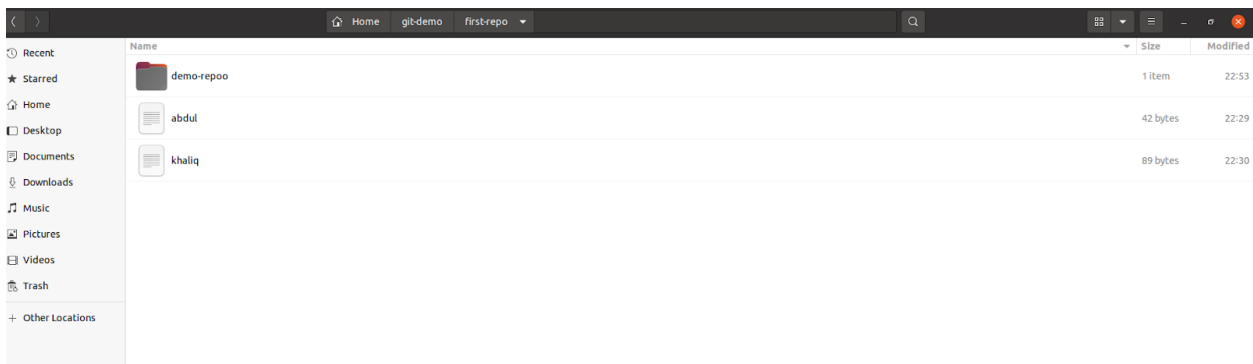 Home git-demo first-repo
Name Size Modified
Recent
Starred
Home
Desktop
Documents
Downloads
Music
Pictures
Videos
Trash
+ Other Locations
demo-repoo 1 item 22:53
abdul 42 bytes 22:29
khaliq 89 bytes 22:30